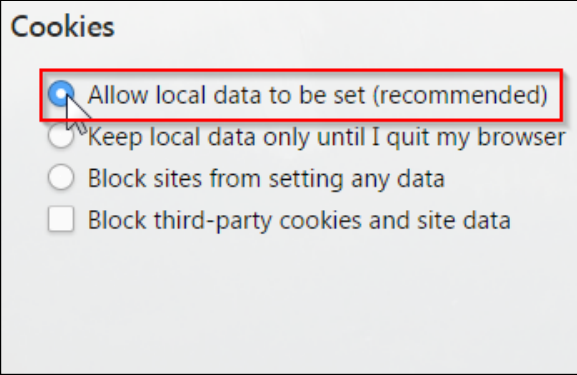 Cookies
Allow local data to be set (recommended)
Keep local data only until I quit my browser
Block sites from setting any data
Block third-party cookies and site data